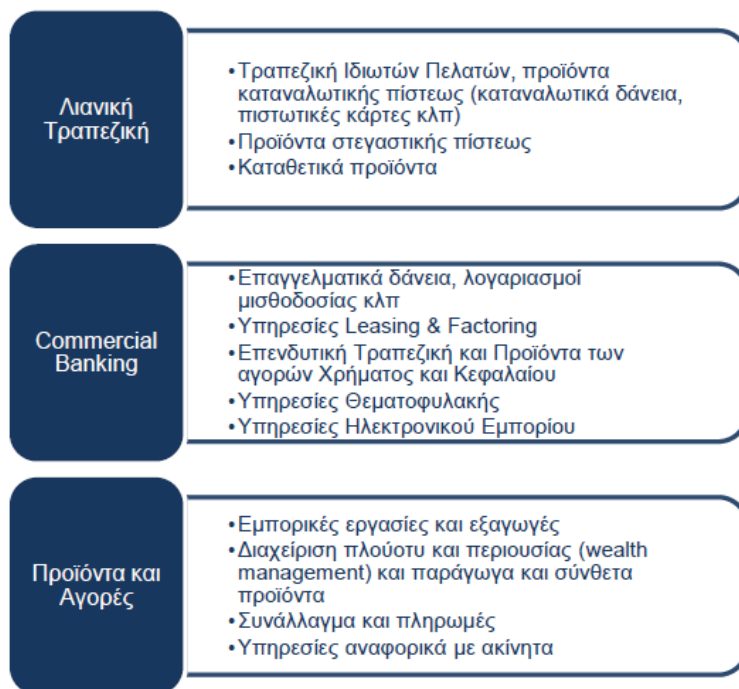 Λιανική
Τραπεζική
•Τραπεζική Ιδιωτών Πελατών, προϊόντα
καταναλωτικής πίστεως (καταναλωτικά δάνεια,
πιστωτικές κάρτες κλπ)
•Προϊόντα στεγαστικής πίστεως
•Καταθετικά προϊόντα
Commercial
Banking
•Επαγγελματικά δάνεια, λογαριασμοί
μισθοδοσίας κλπ
•Υπηρεσίες Leasing & Factoring
•Επενδυτική Τραπεζική και Προϊόντα των
αγορών Χρήματος και Κεφαλαίου
•Υπηρεσίες Θεματοφυλακής
•Υπηρεσίες Ηλεκτρονικού Εμπορίου
Προϊόντα και
Αγορές
•Εμπορικές εργασίες και εξαγωγές
•Διαχείριση πλούοτυ και περιουσίας (wealth
management) και παράγωγα και σύνθετα
προϊόντα
•Συνάλλαγμα και πληρωμές
•Υπηρεσίες αναφορικά με ακίνητα